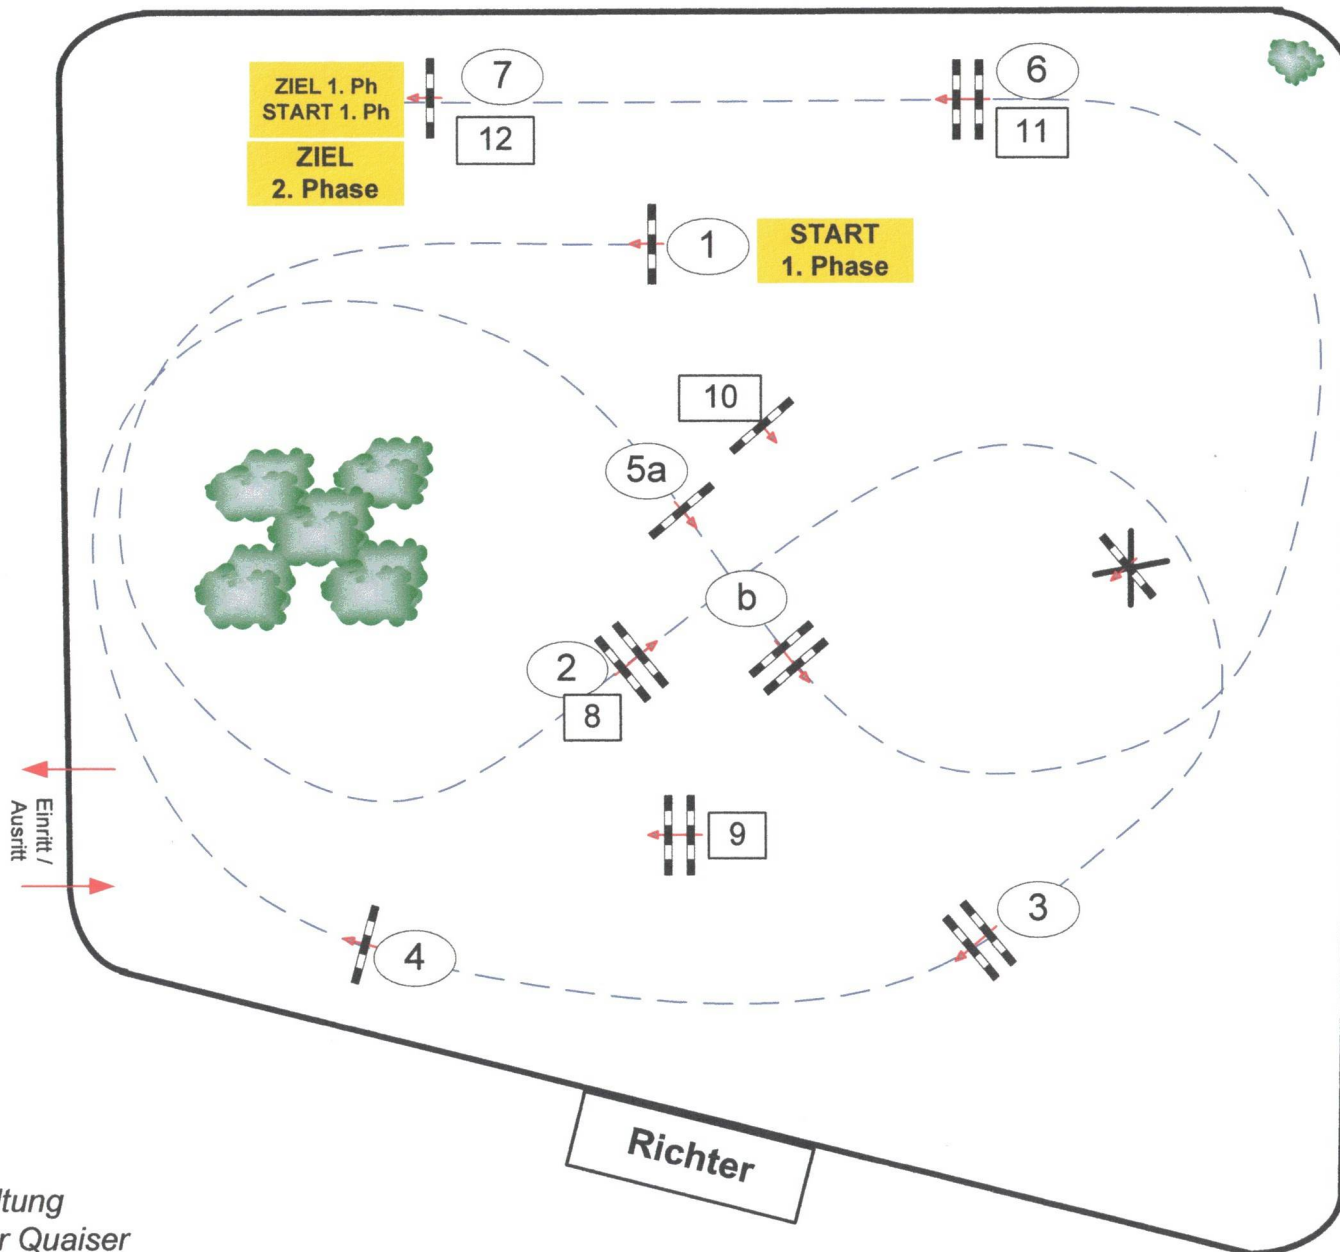 ZIEL 1. Ph
START 1. Ph
7
6
12
11
ZIEL
2. Phase
1
START
1. Phase
10
5a
b
2
8
9
Einritt /
Ausritt
3
4
Richter
r Quaiser